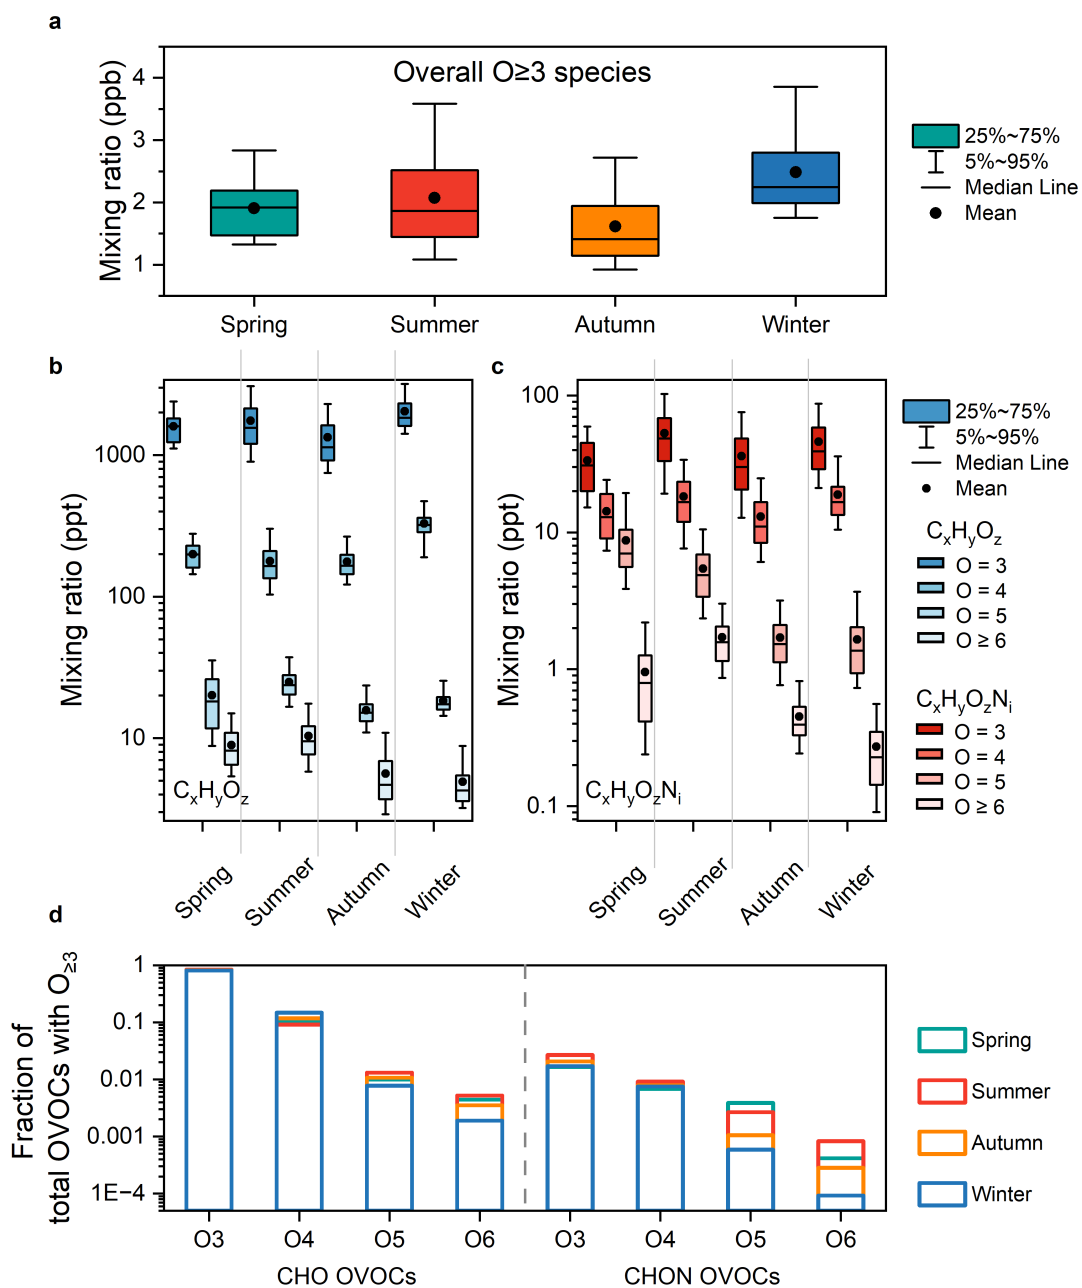 a
Overall O≥3 species
Mixing ratio (ppb)
4
3
2
1
Spring
Summer
Autumn
Winter
25%~75%
5%~95%
Median Line
Mean
b
Mixing ratio (ppt)
1000
100
10
CxHyOz
Spring
Summer
Autumn
Winter
c
Mixing ratio (ppt)
100
10
1
0.1
CxHyOzNi
Spring
Summer
Autumn
Winter
25%~75%
5%~95%
Median Line
Mean
CxHyOz
O = 3
O = 4
O = 5
O ≥ 6
CxHyOzNi
O = 3
O = 4
O = 5
O ≥ 6
d
Fraction of
total OVOCs with O≥3
1
0.1
0.01
0.001
1E−4
O3
O4
O5
O6
O3
O4
O5
O6
CHO OVOCs
CHON OVOCs
Spring
Summer
Autumn
Winter